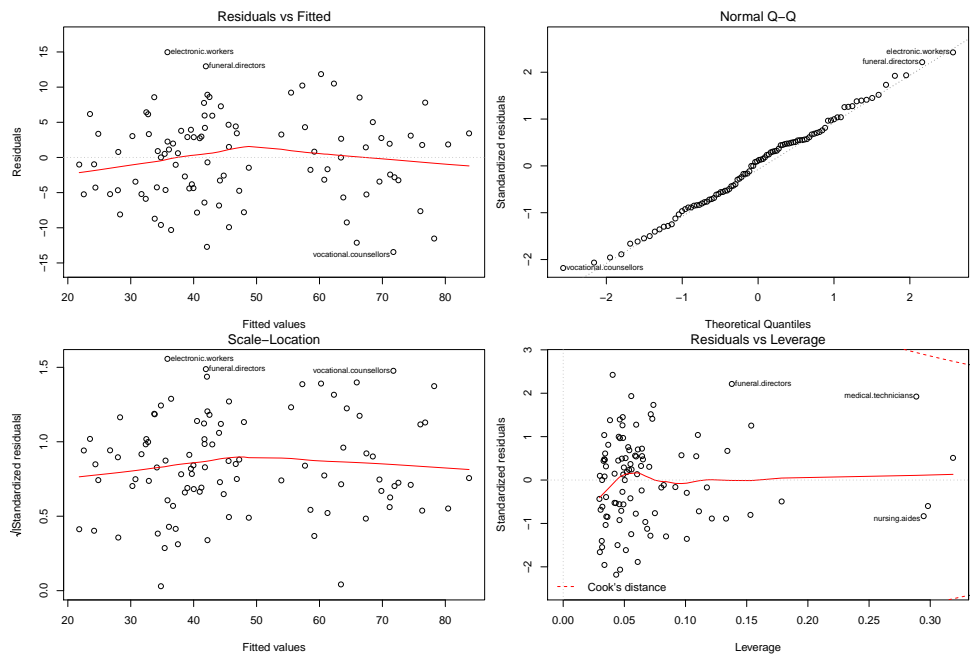 Residuals vs Fitted
Residuals
15
10
5
0
−5
−10
−15
electronic.workers
funeral.directors
vocational.counsellors
20 30 40 50 60 70 80
Fitted values
Normal Q−Q
Standardized residuals
2
1
0
−1
−2
electronic.workers
funeral.directors
vocational.counsellors
−2 −1 0 1 2
Theoretical Quantiles
Scale−Location
√|Standardized residuals|
1.5
1.0
0.5
0.0
electronic.workers
funeral.directors
vocational.counsellors
20 30 40 50 60 70 80
Fitted values
Residuals vs Leverage
Standardized residuals
3
2
1
0
−1
−2
funeral.directors
medical.technicians
nursing.aides
Cook's distance
0.00 0.05 0.10 0.15 0.20 0.25 0.30
Leverage